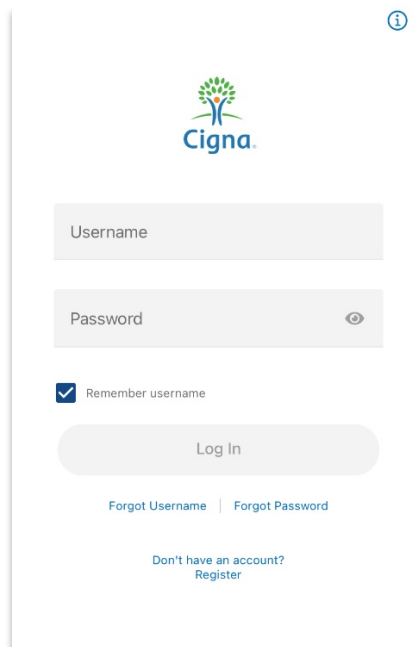 Cigna.
Username
Password
Remember username
Log In
Forgot Username | Forgot Password
Don't have an account?
Register